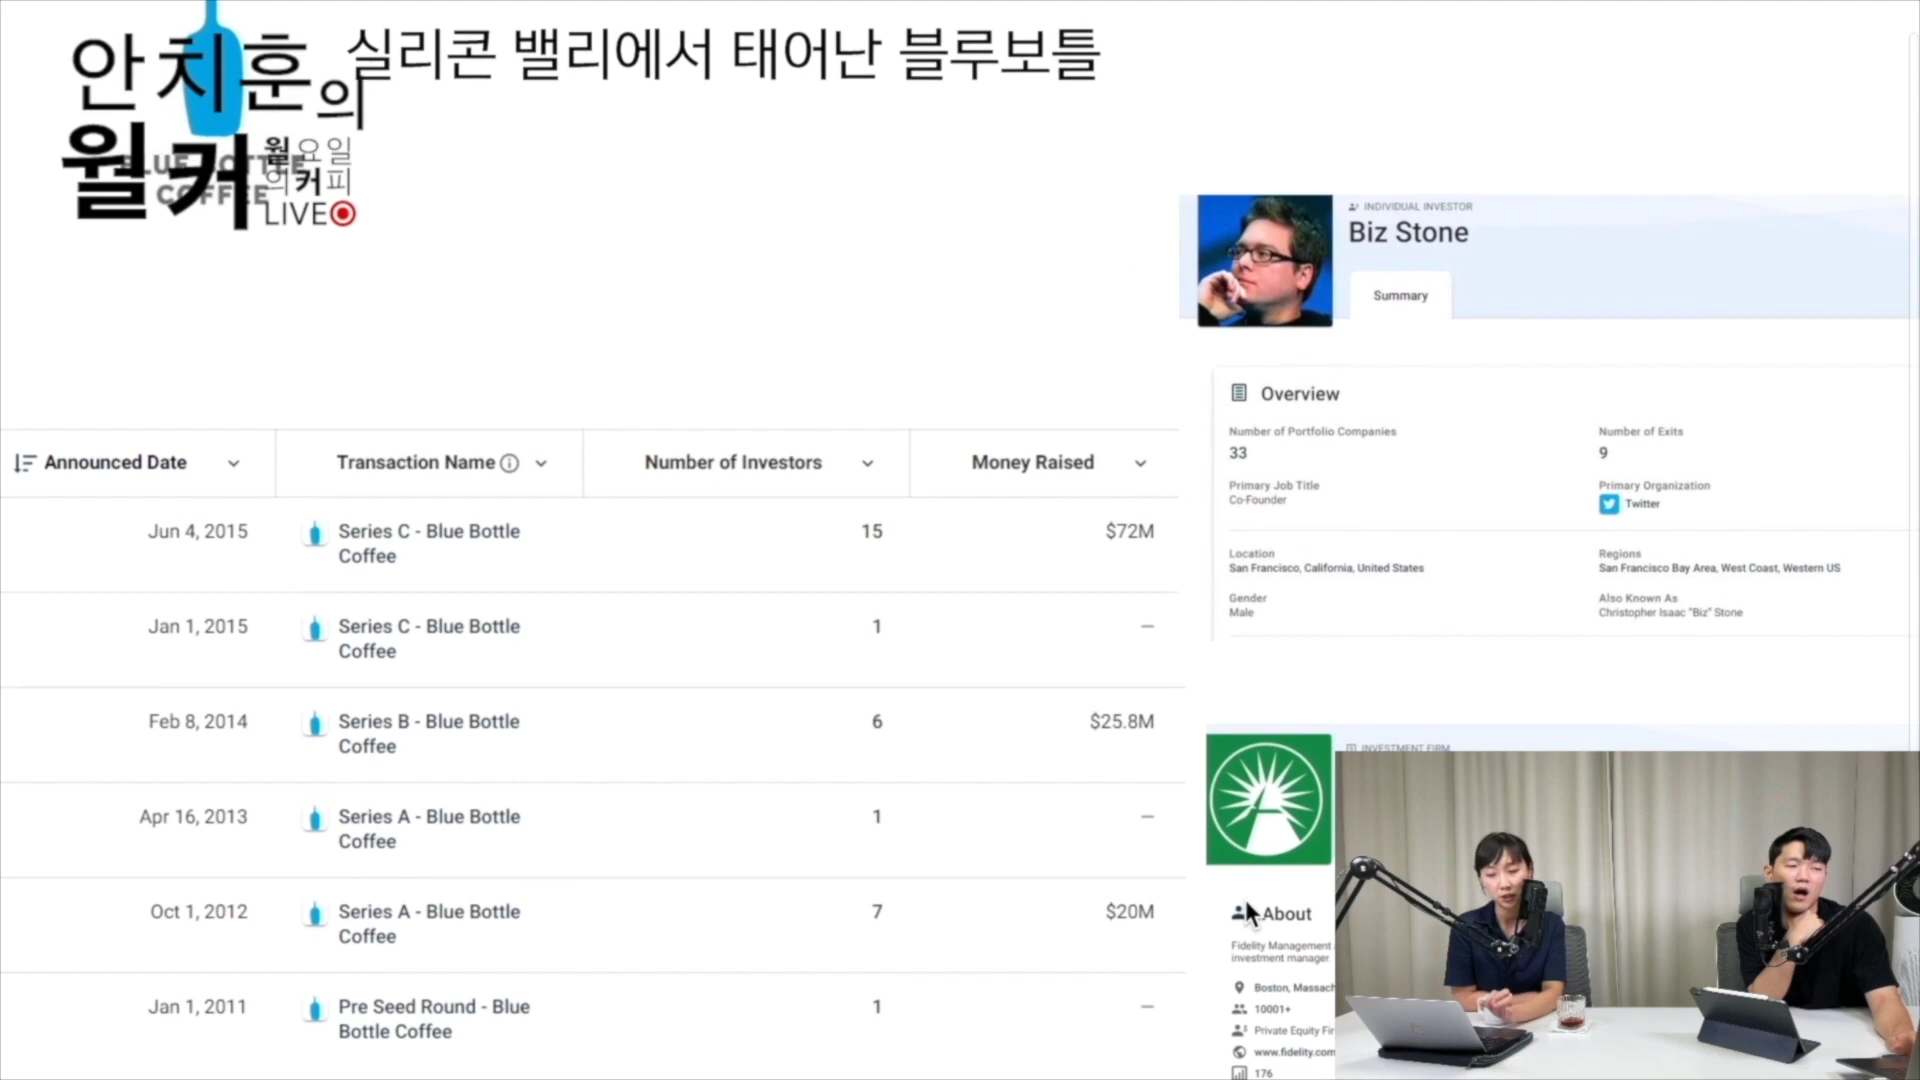 실리콘 밸리에서 태어난 블루보틀
안치훈의
월커
월요일
의커피
LIVE
BLUE BOTTLE
COFFEE
INDIVIDUAL INVESTOR
Biz Stone
Summary
Overview
Number of Portfolio Companies
33
Number of Exits
9
Primary Job Title
Co-Founder
Primary Organization
Twitter
Location
San Francisco, California, United States
Regions
San Francisco Bay Area, West Coast, Western US
Gender
Male
Also Known As
Christopher Isaac "Biz" Stone
Announced Date Transaction Name Number of Investors Money Raised
Jun 4, 2015 Series C - Blue Bottle 15 $72M
Coffee
Jan 1, 2015 Series C - Blue Bottle 1 —
Coffee
Feb 8, 2014 Series B - Blue Bottle 6 $25.8M
Coffee
Apr 16, 2013 Series A - Blue Bottle 1 —
Coffee
Oct 1, 2012 Series A - Blue Bottle 7 $20M
Coffee
Jan 1, 2011 Pre Seed Round - Blue 1 —
Bottle Coffee
INVESTMENT FIRM
About
Fidelity Management
investment manager.
Boston, Massach
10001+
Private Equity Fir
www.fidelity.com
176